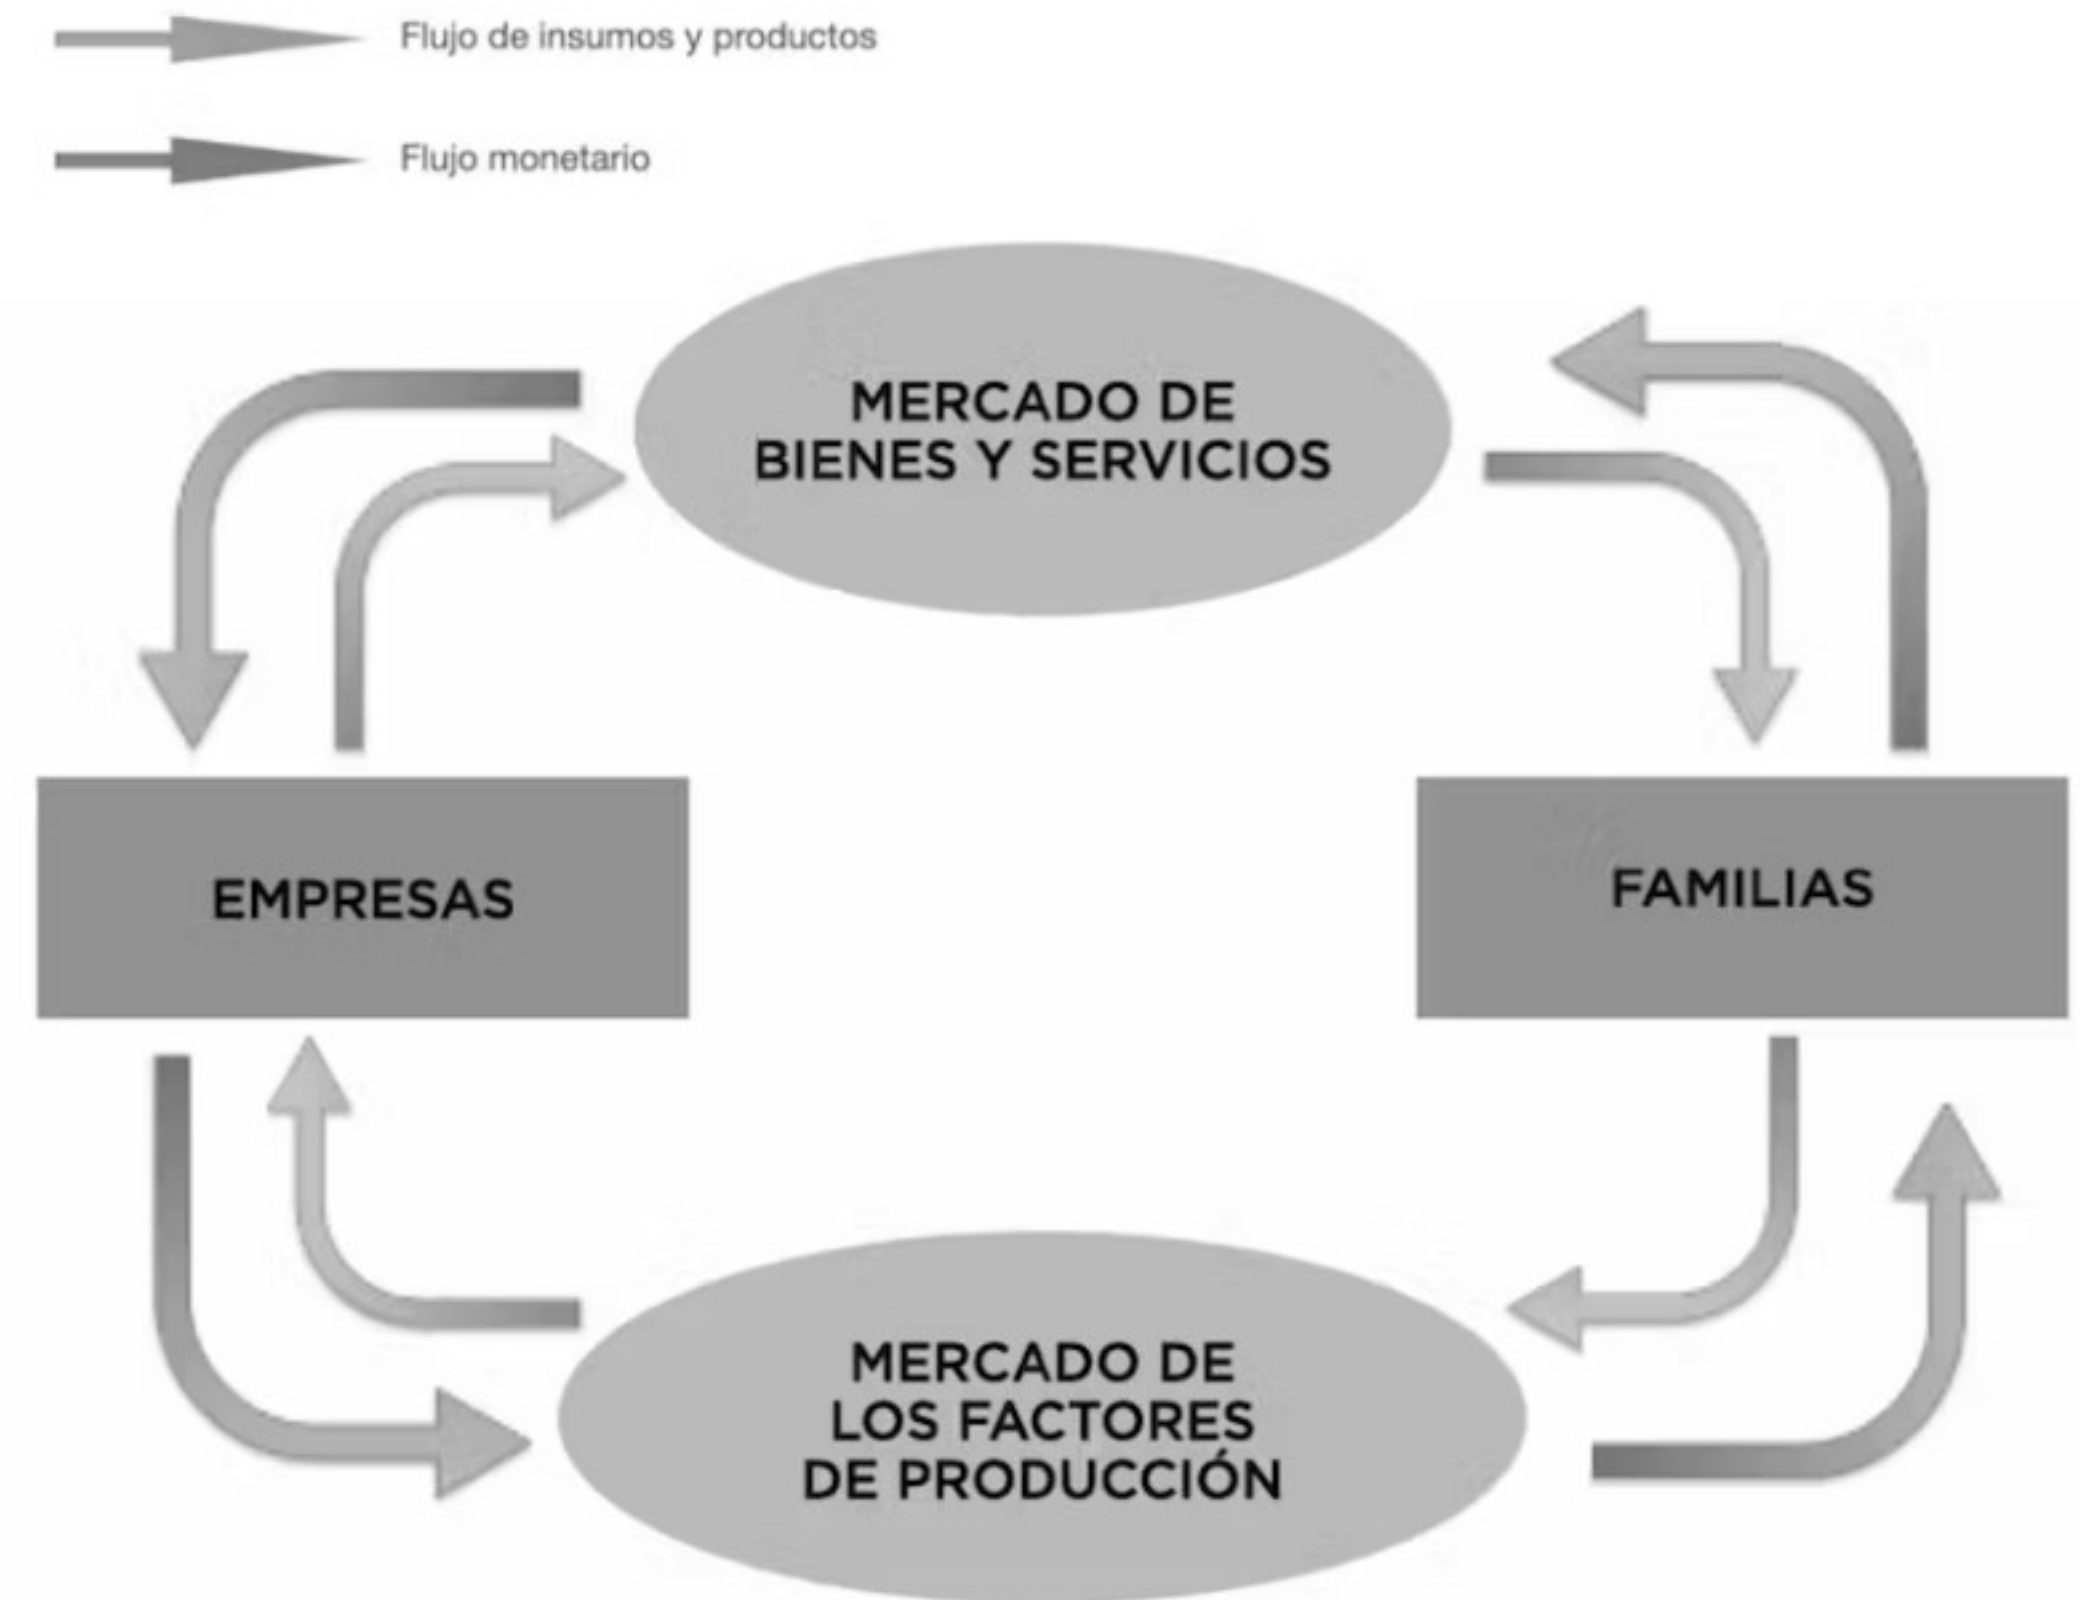 Flujo de insumos y productos
Flujo monetario
MERCADO DE
BIENES Y SERVICIOS
EMPRESAS
FAMILIAS
MERCADO DE
LOS FACTORES
DE PRODUCCIÓN